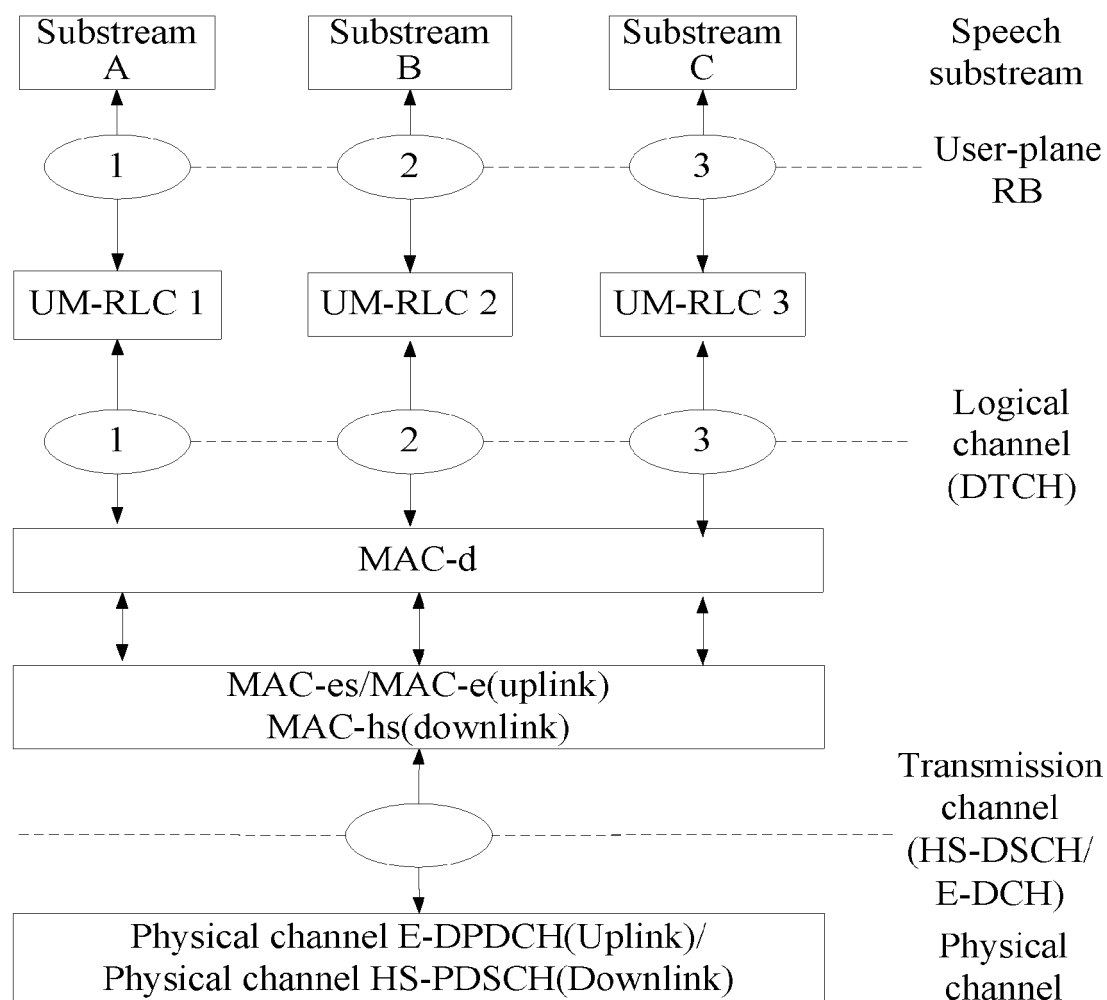 Substream
A
Substream
B
Substream
C
Speech
substream
1
2
3
User-plane
RB
UM-RLC 1
UM-RLC 2
UM-RLC 3
1
2
3
Logical
channel
(DTCH)
MAC-d
MAC-es/MAC-e(uplink)
MAC-hs(downlink)
Transmission
channel
(HS-DSCH/
E-DCH)
Physical channel E-DPDCH(Uplink)/
Physical channel HS-PDSCH(Downlink)
Physical
channel